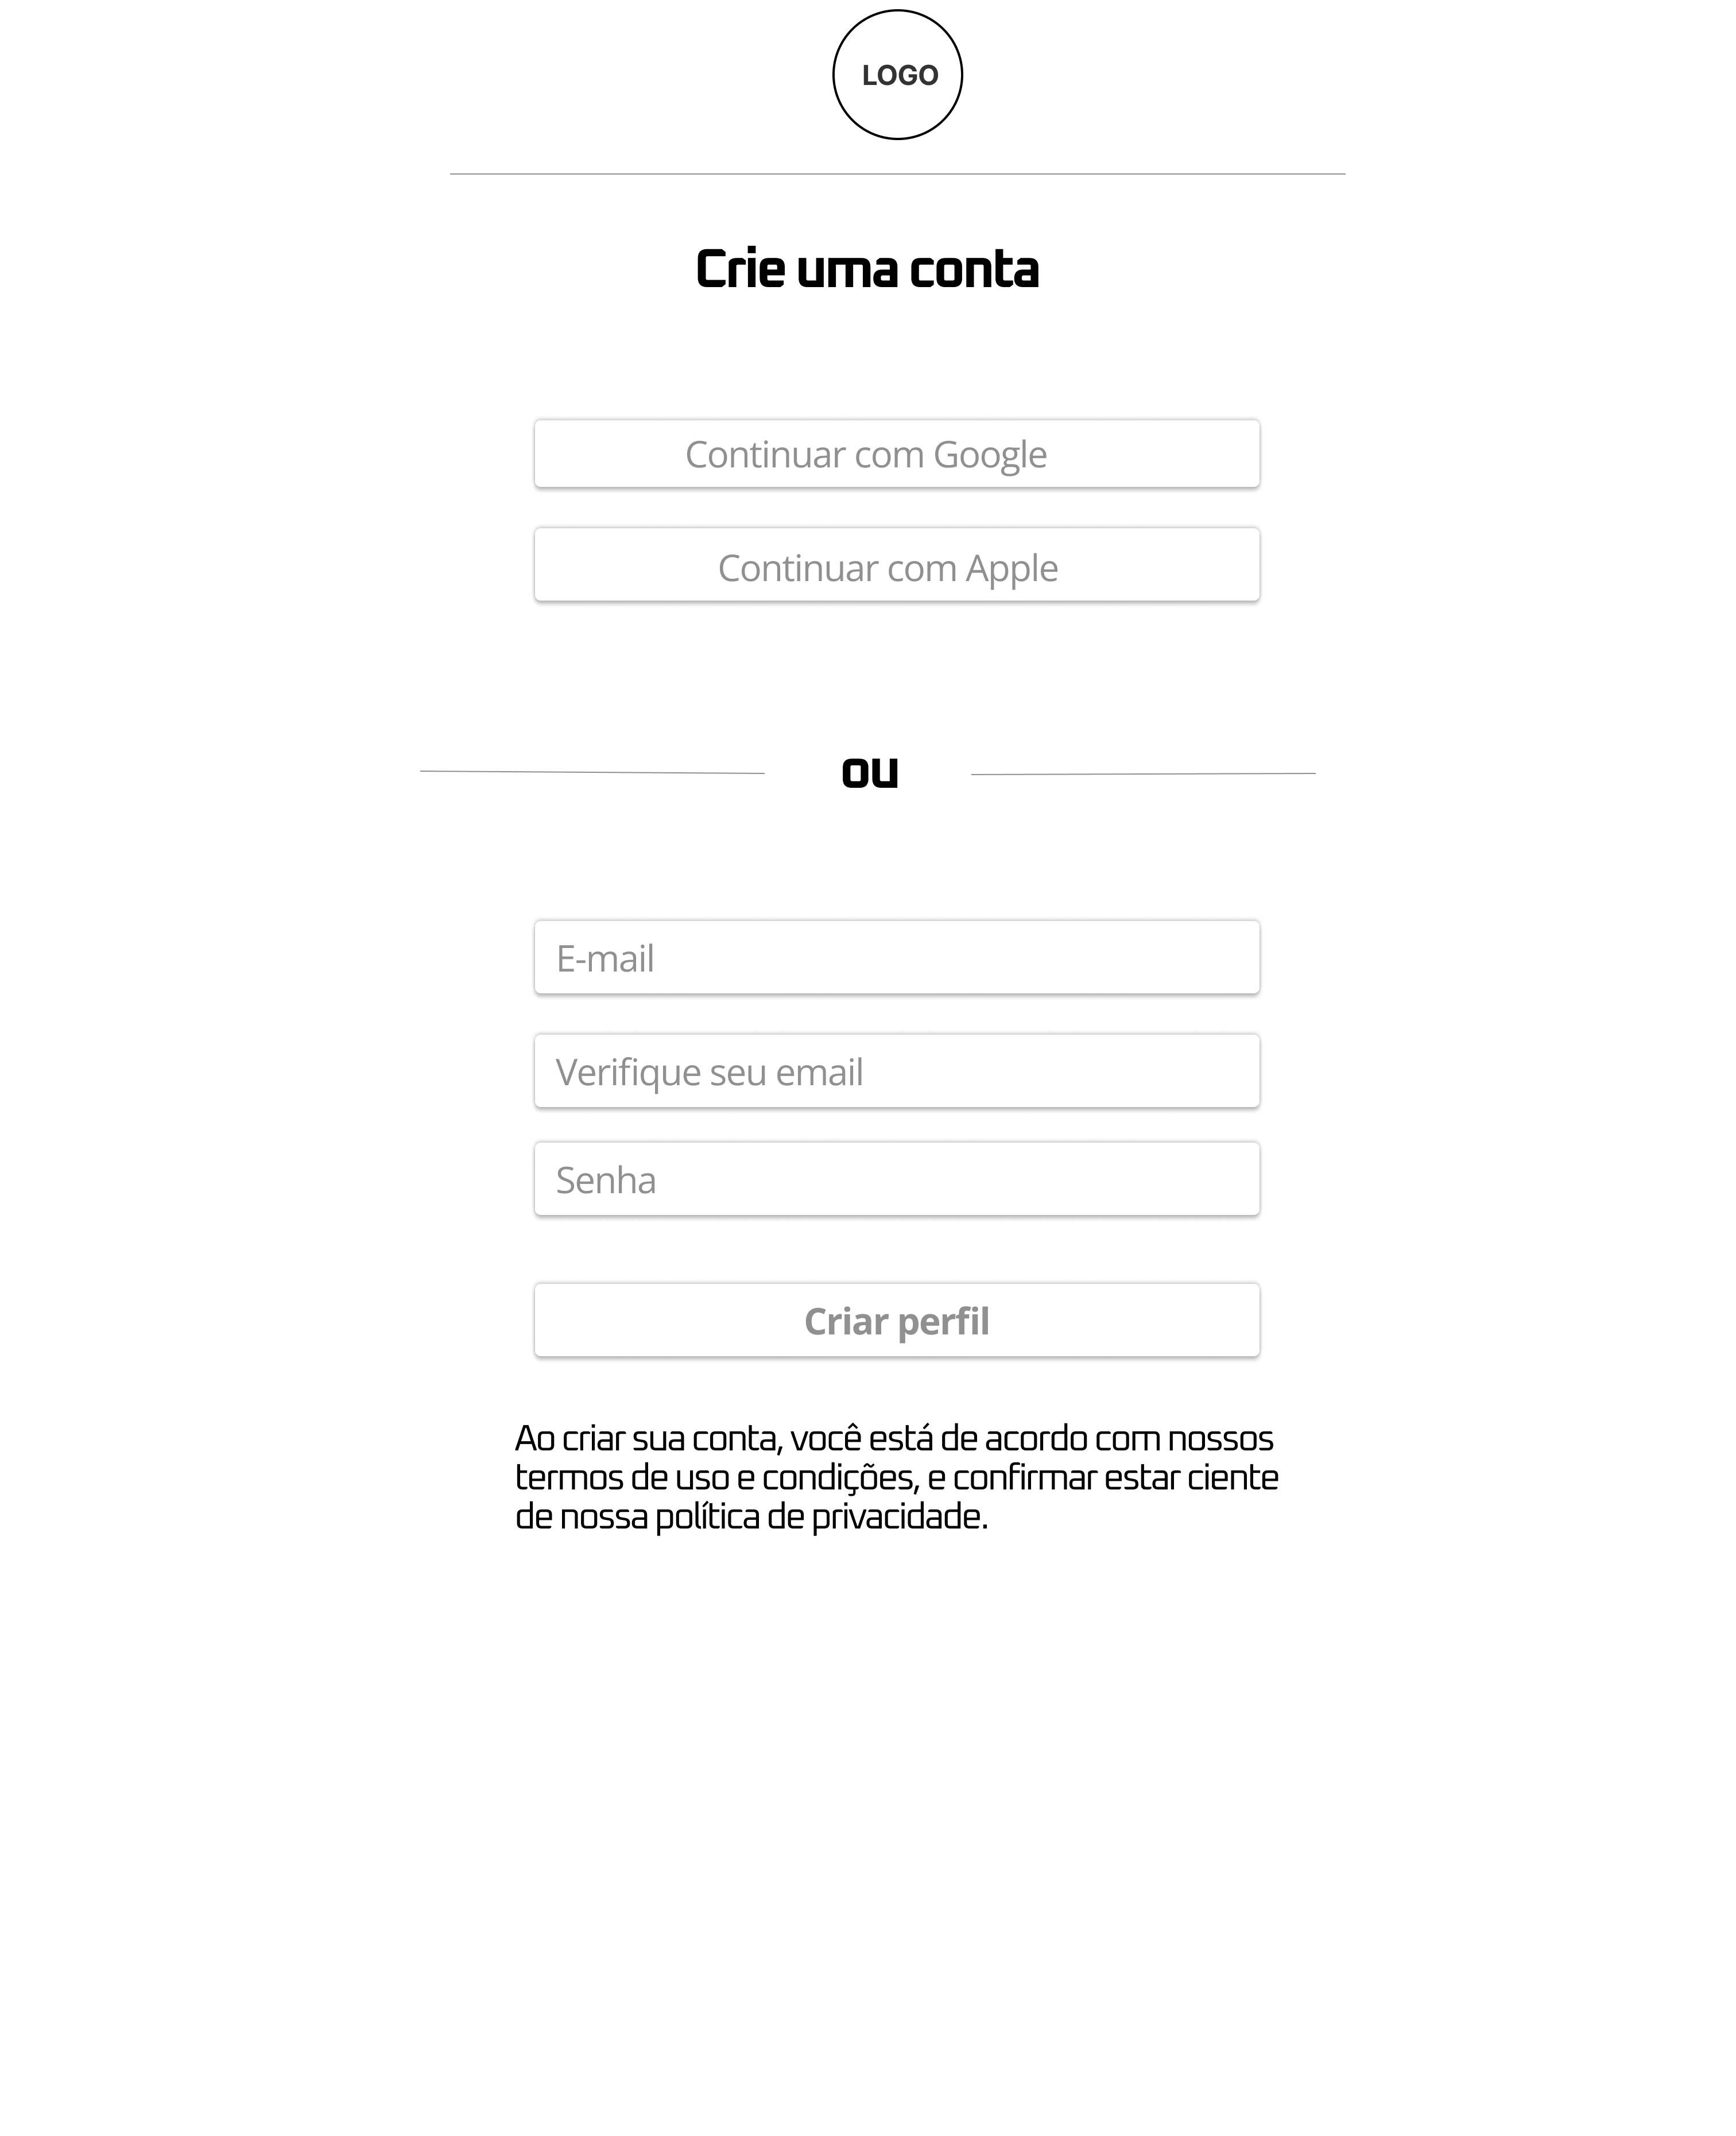 LOGO
Crie uma conta
Continuar com Google
Continuar com Apple
ou
E-mail
Verifique seu email
Senha
Criar perfil
Ao criar sua conta, você está de acordo com nossos
termos de uso e condições, e confirmar estar ciente
de nossa política de privacidade.